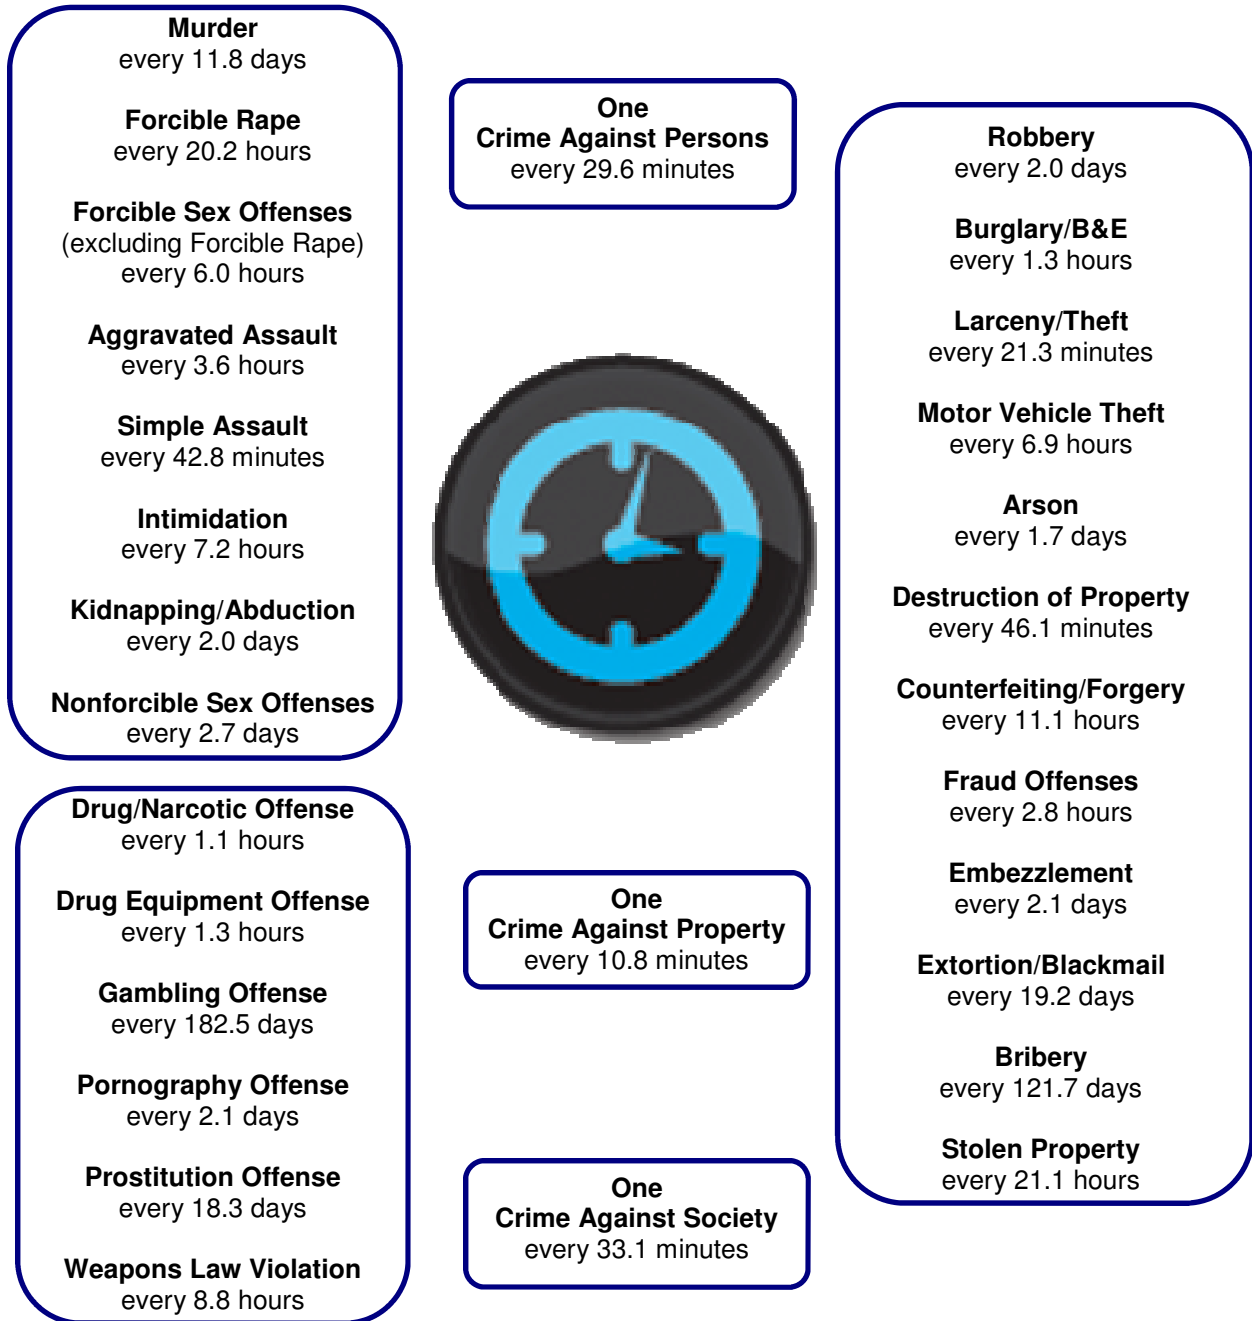 Murder
every 11.8 days
Forcible Rape
every 20.2 hours
Forcible Sex Offenses
(excluding Forcible Rape)
every 6.0 hours
Aggravated Assault
every 3.6 hours
Simple Assault
every 42.8 minutes
Intimidation
every 7.2 hours
Kidnapping/Abduction
every 2.0 days
Nonforcible Sex Offenses
every 2.7 days
Drug/Narcotic Offense
every 1.1 hours
Drug Equipment Offense
every 1.3 hours
Gambling Offense
every 182.5 days
Pornography Offense
every 2.1 days
Prostitution Offense
every 18.3 days
Weapons Law Violation
every 8.8 hours
One
Crime Against Persons
every 29.6 minutes
One
Crime Against Property
every 10.8 minutes
One
Crime Against Society
every 33.1 minutes
Robbery
every 2.0 days
Burglary/B&E
every 1.3 hours
Larceny/Theft
every 21.3 minutes
Motor Vehicle Theft
every 6.9 hours
Arson
every 1.7 days
Destruction of Property
every 46.1 minutes
Counterfeiting/Forgery
every 11.1 hours
Fraud Offenses
every 2.8 hours
Embezzlement
every 2.1 days
Extortion/Blackmail
every 19.2 days
Bribery
every 121.7 days
Stolen Property
every 21.1 hours